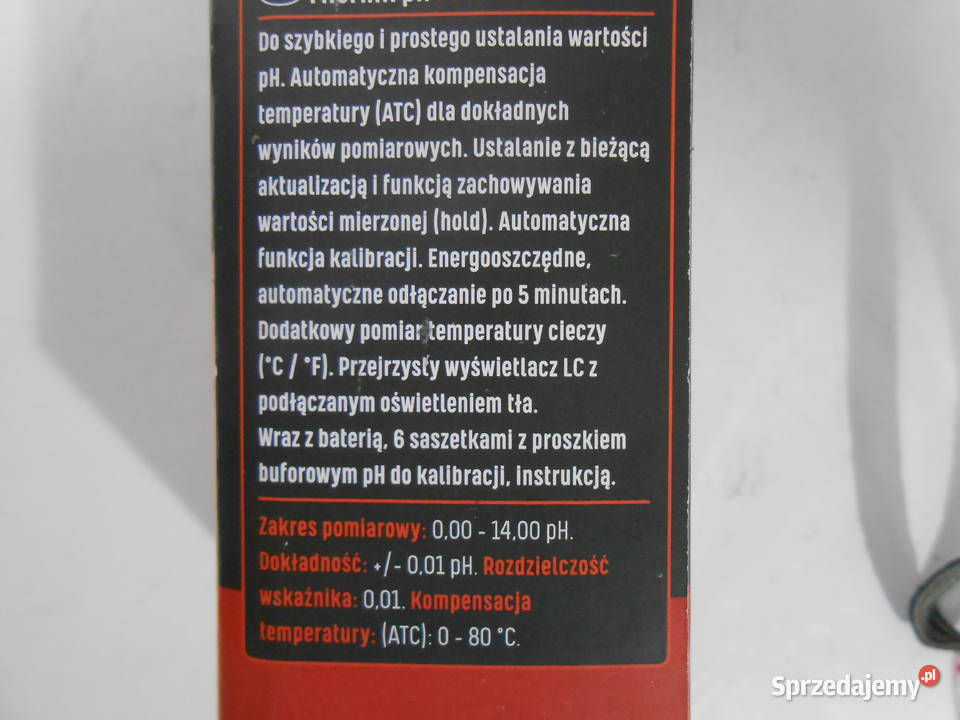 Do szybkiego i prostego ustalania wartości
pH. Automatyczna kompensacja
temperatury (ATC) dla dokładnych
wyników pomiarowych. Ustalanie z bieżącą
aktualizacją i funkcją zachowywania
wartości mierzonej (hold). Automatyczna
funkcja kalibracji. Energooszczędne,
automatyczne odłączanie po 5 minutach.
Dodatkowy pomiar temperatury cieczy
(°C / °F). Przejrzysty wyświetlacz LC z
podłączanym oświetleniem tła.
Wraz z baterią, 6 saszetkami z proszkiem
buforowym pH do kalibracji, instrukcją.
Zakres pomiarowy: 0,00 - 14,00 pH.
Dokładność: +/- 0,01 pH. Rozdzielczość
wskaźnika: 0,01. Kompensacja
temperatury: (ATC): 0 - 80 °C.
Sprzedajemy.pl